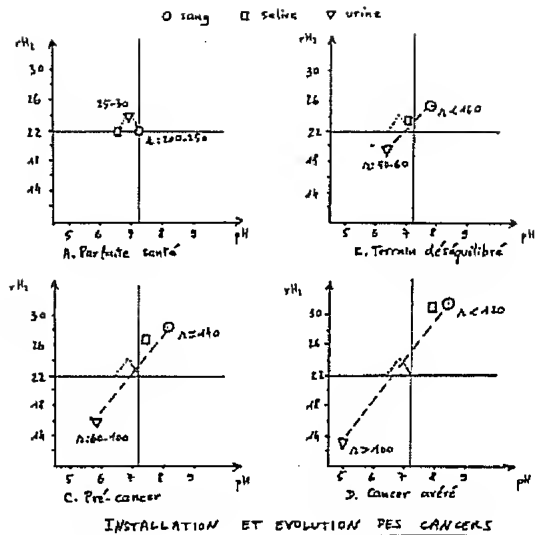 sang salive urine
rH₂
30
26
22
18
14
25-30
r:200-250
5 6 7 8 9 pH
A. Parfaite santé
rH₂
30
26
22
18
14
r<160
r:50-60
5 6 7 8 9 pH
Terrain déséquilibré
rH₂
30
26
22
18
14
r=140
r:60-100
5 6 7 8 9 pH
C. Pré-cancer
rH₂
30
26
22
18
14
r<120
r>100
5 6 7 8 9 pH
D. Cancer avéré
INSTALLATION ET EVOLUTION DES CANCERS